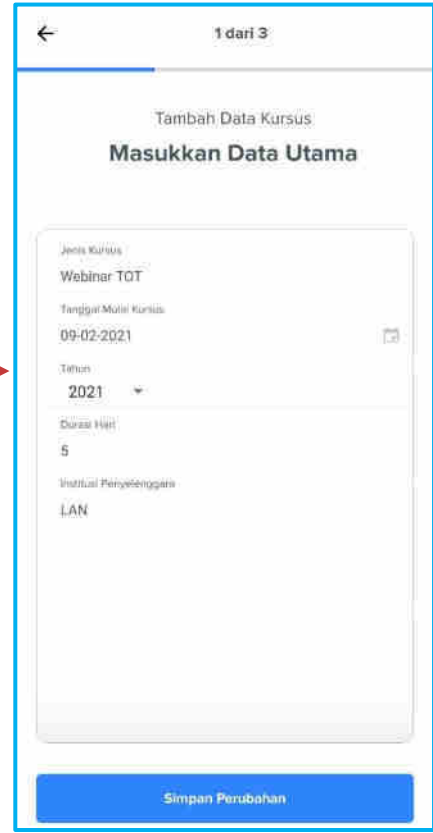 1 dari 3
Tambah Data Kursus
Masukkan Data Utama
Jenis Kursus
Webinar TOT
Tanggal Mulai Kursus
09-02-2021
Tahun
2021
Durasi Hari
5
Institusi Penyelenggara
LAN
Simpan Perubahan